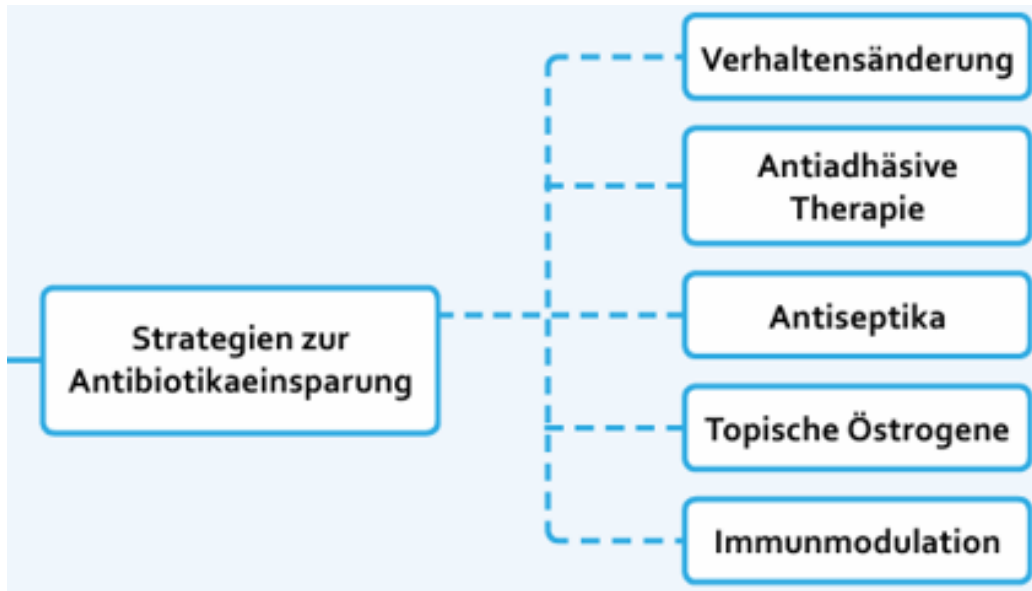 Verhaltensänderung
Antiadhäsive
Therapie
Strategien zur
Antibiotikaeinsparung
Antiseptika
Topische Östrogene
Immunmodulation